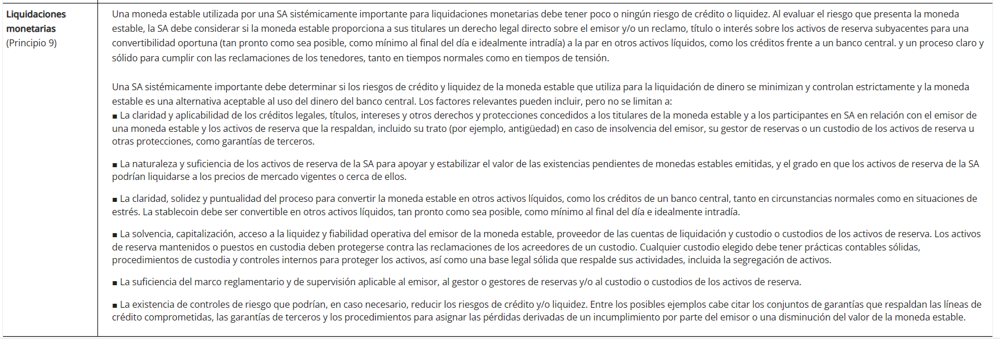 Liquidaciones
monetarias
(Principio 9)
Una moneda estable utilizada por una SA sistémicamente importante para liquidaciones monetarias debe tener poco o ningún riesgo de crédito o liquidez. Al evaluar el riesgo que presenta la moneda
estable, la SA debe considerar si la moneda estable proporciona a sus titulares un derecho legal directo sobre el emisor y/o un reclamo, título o interés sobre los activos de reserva subyacentes para una
convertibilidad oportuna (tan pronto como sea posible, como mínimo al final del día e idealmente intradía) a la par en otros activos líquidos, como los créditos frente a un banco central. y un proceso claro y
sólido para cumplir con las reclamaciones de los tenedores, tanto en tiempos normales como en tiempos de tensión.
Una SA sistémicamente importante debe determinar si los riesgos de crédito y liquidez de la moneda estable que utiliza para la liquidación de dinero se minimizan y controlan estrictamente y la moneda
estable es una alternativa aceptable al uso del dinero del banco central. Los factores relevantes pueden incluir, pero no se limitan a:
■ La claridad y aplicabilidad de los créditos legales, títulos, intereses y otros derechos y protecciones concedidos a los titulares de la moneda estable y a los participantes en SA en relación con el emisor de
una moneda estable y los activos de reserva que la respaldan, incluido su trato (por ejemplo, antigüedad) en caso de insolvencia del emisor, su gestor de reservas o un custodio de los activos de reserva u
otras protecciones, como garantías de terceros.
■ La naturaleza y suficiencia de los activos de reserva de la SA para apoyar y estabilizar el valor de las existencias pendientes de monedas estables emitidas, y el grado en que los activos de reserva de la SA
podrían liquidarse a los precios de mercado vigentes o cerca de ellos.
■ La claridad, solidez y puntualidad del proceso para convertir la moneda estable en otros activos líquidos, como los créditos de un banco central, tanto en circunstancias normales como en situaciones de
estrés. La stablecoin debe ser convertible en otros activos líquidos, tan pronto como sea posible, como mínimo al final del día e idealmente intradía.
■ La solvencia, capitalización, acceso a la liquidez y fiabilidad operativa del emisor de la moneda estable, proveedor de las cuentas de liquidación y custodio o custodios de los activos de reserva. Los activos
de reserva mantenidos o puestos en custodia deben protegerse contra las reclamaciones de los acreedores de un custodio. Cualquier custodio elegido debe tener prácticas contables sólidas,
procedimientos de custodia y controles internos para proteger los activos, así como una base legal sólida que respalde sus actividades, incluida la segregación de activos.
■ La suficiencia del marco reglamentario y de supervisión aplicable al emisor, al gestor o gestores de reservas y/o al custodio o custodios de los activos de reserva.
■ La existencia de controles de riesgo que podrían, en caso necesario, reducir los riesgos de crédito y/o liquidez. Entre los posibles ejemplos cabe citar los conjuntos de garantías que respaldan las líneas de
crédito comprometidas, las garantías de terceros y los procedimientos para asignar las pérdidas derivadas de un incumplimiento por parte del emisor o una disminución del valor de la moneda estable.